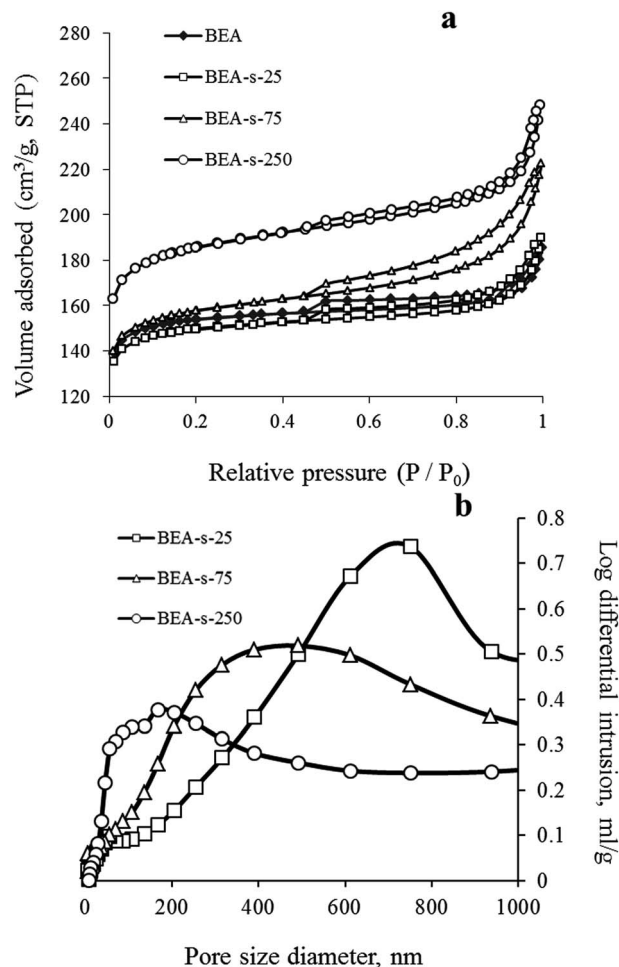 a
280
260
240
220
200
180
160
140
120
Volume adsorbed (cm³/g, STP)
BEA
BEA-s-25
BEA-s-75
BEA-s-250
0 0.2 0.4 0.6 0.8 1
Relative pressure (P / P₀)
b
BEA-s-25
BEA-s-75
BEA-s-250
0.8
0.7
0.6
0.5
0.4
0.3
0.2
0.1
0
Log differential intrusion, ml/g
0 200 400 600 800 1000
Pore size diameter, nm